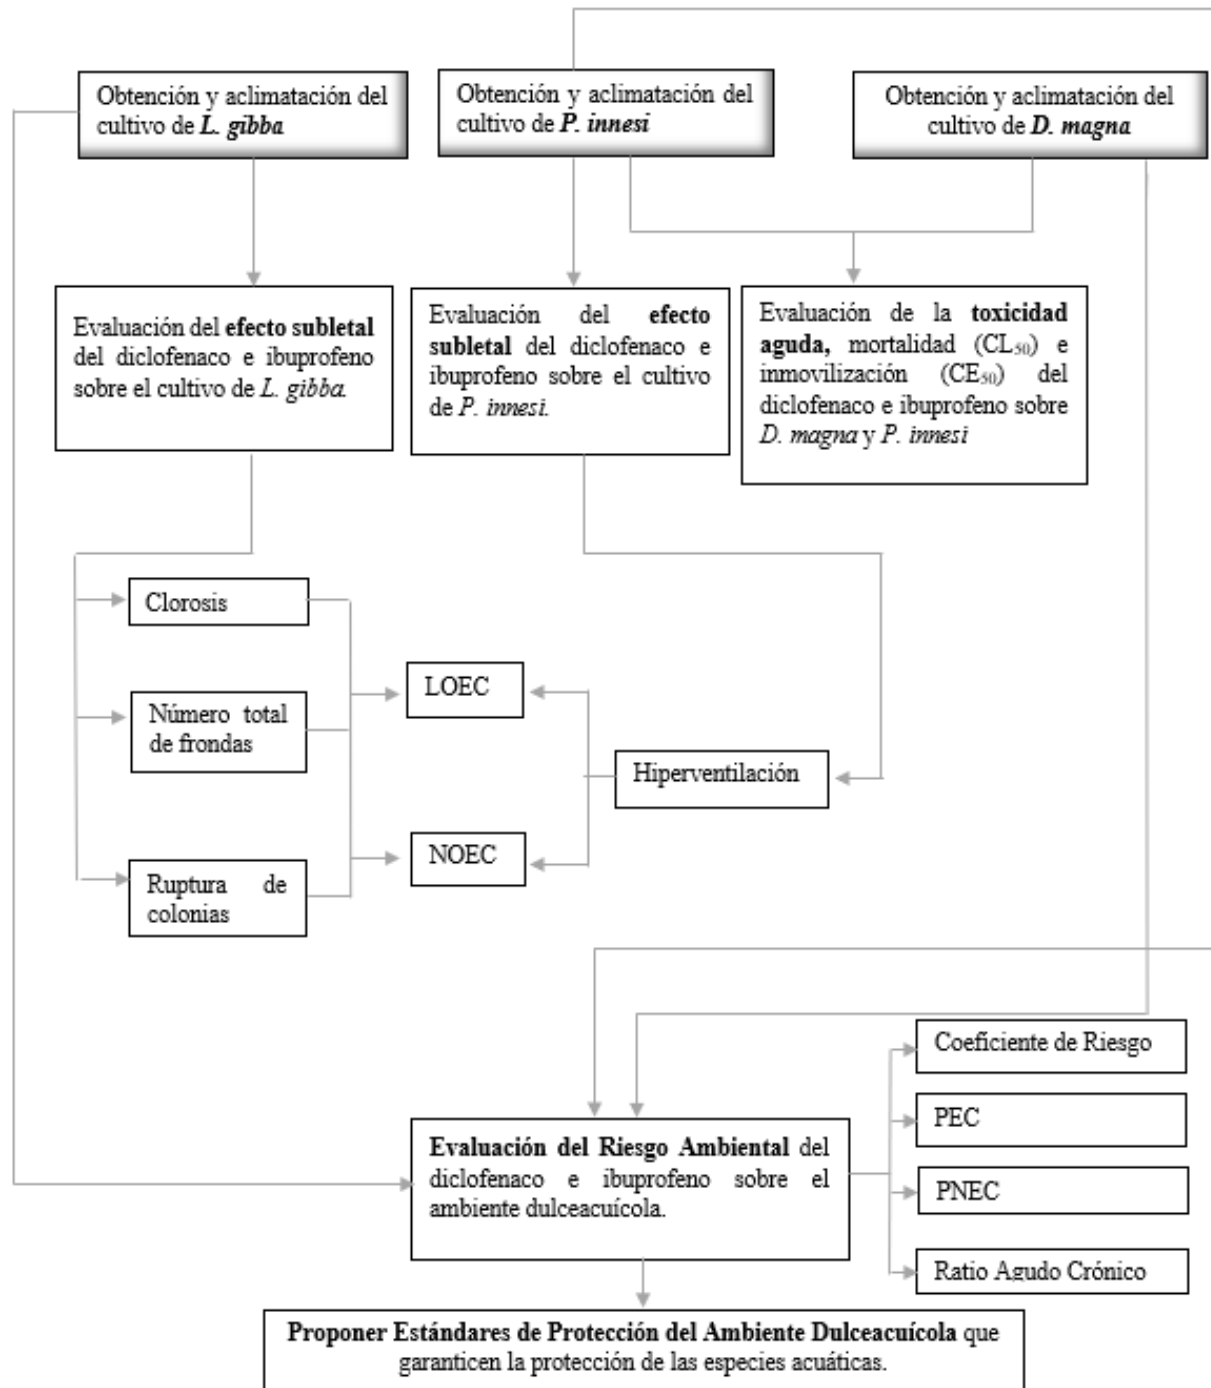 Obtención y aclimatación del
cultivo de L. gibba
Obtención y aclimatación del
cultivo de P. innesi
Obtención y aclimatación del
cultivo de D. magna
Evaluación del efecto subletal
del diclofenaco e ibuprofeno
sobre el cultivo de L. gibba.
Evaluación del efecto
subletal del diclofenaco e
ibuprofeno sobre el cultivo
de P. innesi.
Evaluación de la toxicidad
aguda, mortalidad (CL50) e
inmovilización (CE50) del
diclofenaco e ibuprofeno sobre
D. magna y P. innesi
Clorosis
Número total
de frondas
Ruptura de
colonias
LOEC
NOEC
Hiperventilación
Evaluación del Riesgo Ambiental del
diclofenaco e ibuprofeno sobre el
ambiente dulceacuícola.
Coeficiente de Riesgo
PEC
PNEC
Ratio Agudo Crónico
Proponer Estándares de Protección del Ambiente Dulceacuícola que
garanticen la protección de las especies acuáticas.